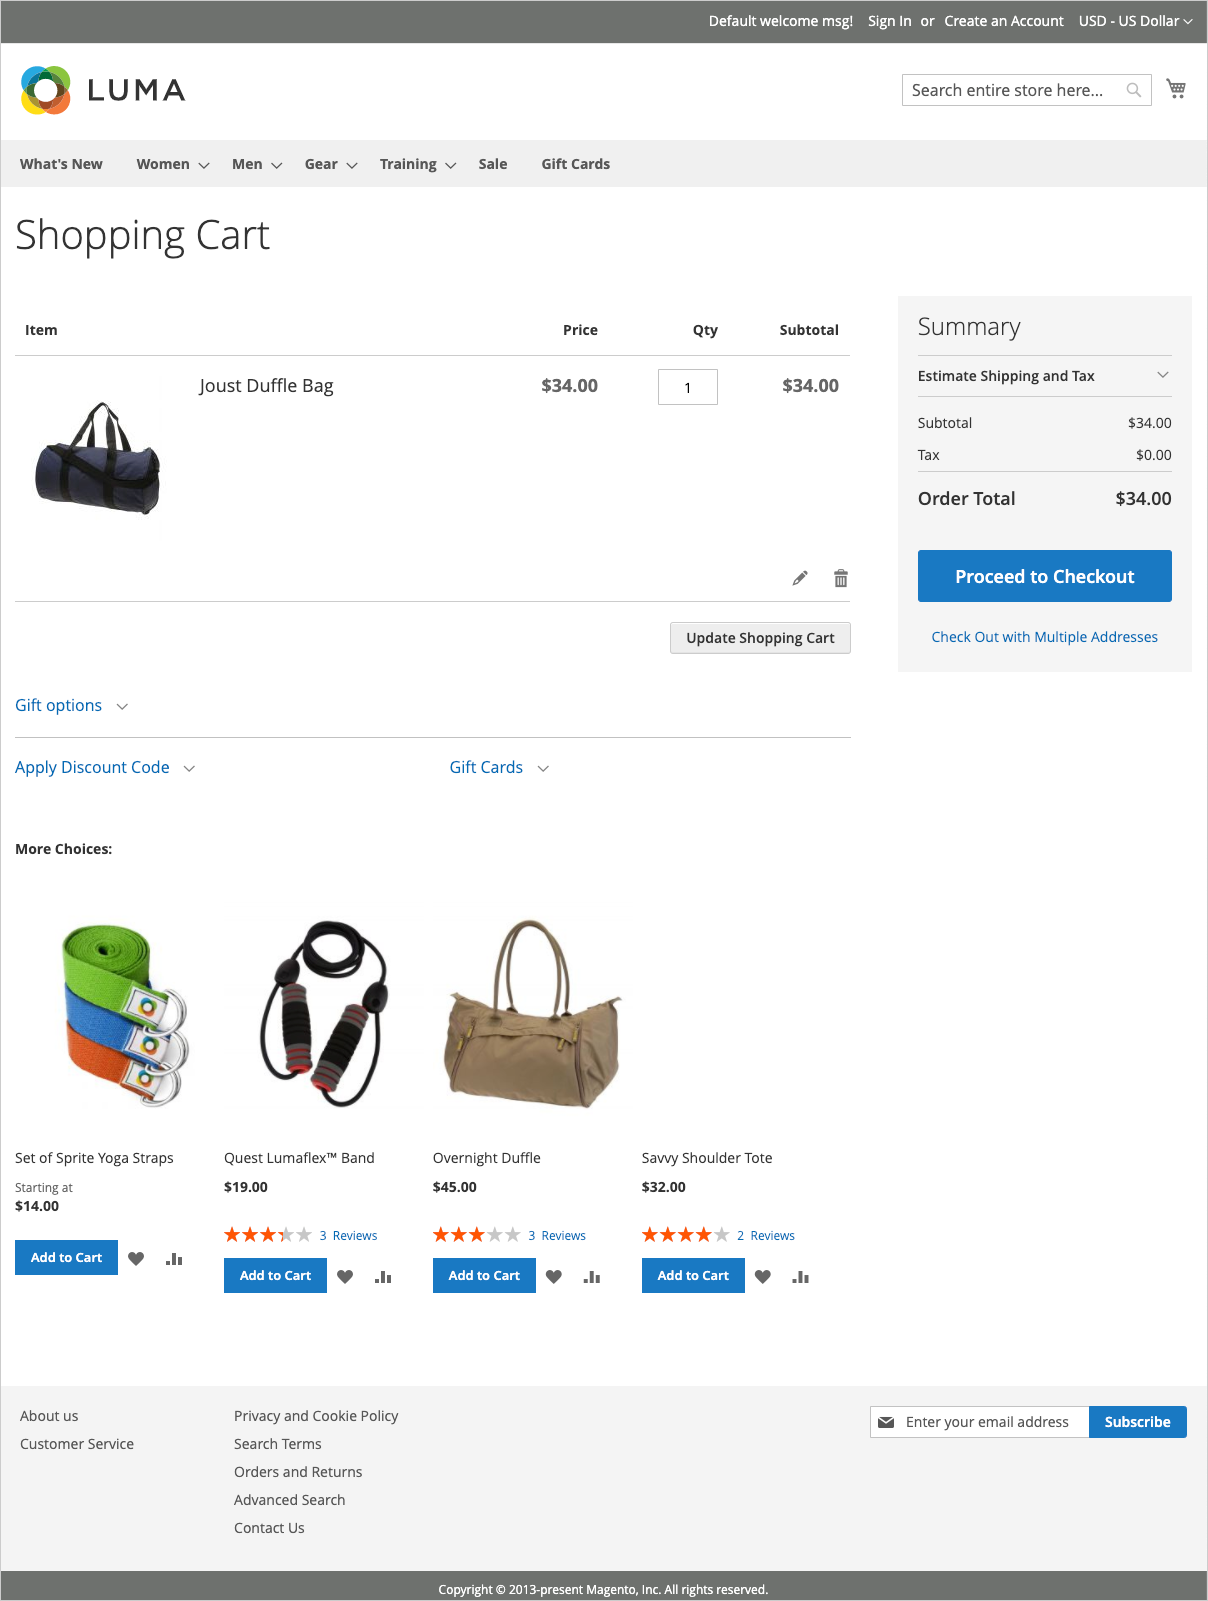 Default welcome msg! Sign In or Create an Account USD - US Dollar
LUMA
Search entire store here...
What's New Women Men Gear Training Sale Gift Cards
Shopping Cart
Item Price Qty Subtotal
Joust Duffle Bag $34.00 1 $34.00
Update Shopping Cart
Gift options
Apply Discount Code Gift Cards
Summary
Estimate Shipping and Tax
Subtotal $34.00
Tax $0.00
Order Total $34.00
Proceed to Checkout
Check Out with Multiple Addresses
More Choices:
Set of Sprite Yoga Straps
Starting at
$14.00
Add to Cart
Quest Lumaflex™ Band
$19.00
3 Reviews
Add to Cart
Overnight Duffle
$45.00
3 Reviews
Add to Cart
Savvy Shoulder Tote
$32.00
2 Reviews
Add to Cart
About us
Customer Service
Privacy and Cookie Policy
Search Terms
Orders and Returns
Advanced Search
Contact Us
Enter your email address Subscribe
Copyright © 2013-present Magento, Inc. All rights reserved.